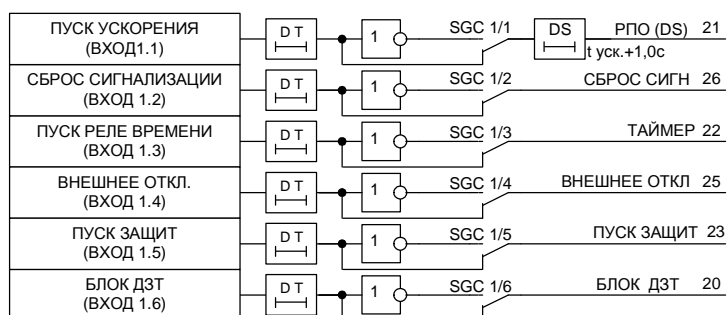 ПУСК УСКОРЕНИЯ
(ВХОД1.1)
D T
1
SGC 1/1
DS
t уск.+1,0с
РПО (DS) 21
СБРОС СИГНАЛИЗАЦИИ
(ВХОД 1.2)
D T
1
SGC 1/2
СБРОС СИГН 26
ПУСК РЕЛЕ ВРЕМЕНИ
(ВХОД 1.3)
D T
1
SGC 1/3
ТАЙМЕР 22
ВНЕШНЕЕ ОТКЛ.
(ВХОД 1.4)
D T
1
SGC 1/4
ВНЕШНЕЕ ОТКЛ 25
ПУСК ЗАЩИТ
(ВХОД 1.5)
D T
1
SGC 1/5
ПУСК ЗАЩИТ 23
БЛОК ДЗТ
(ВХОД 1.6)
D T
1
SGC 1/6
БЛОК ДЗТ 20